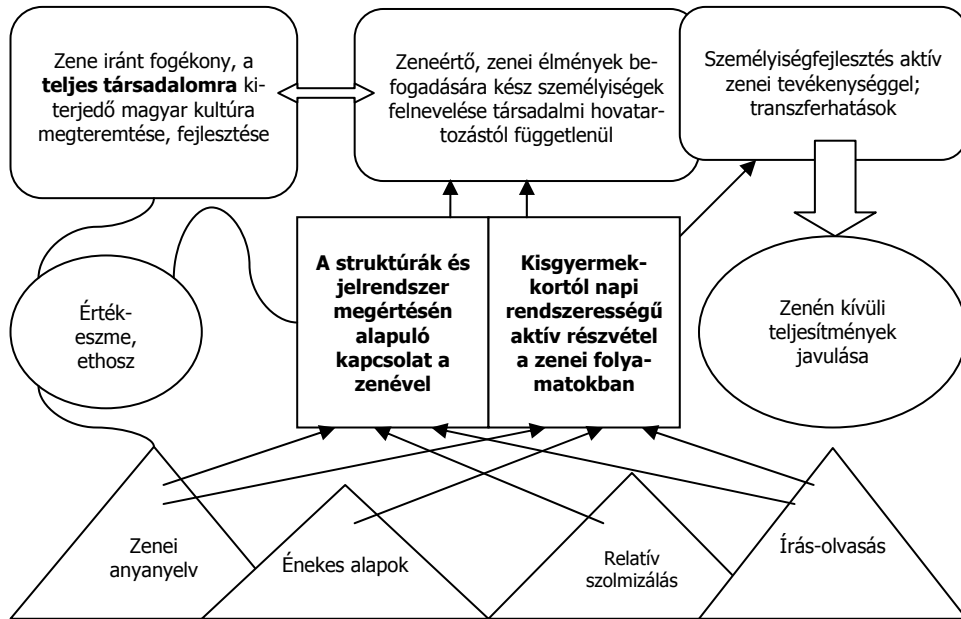 Zene iránt fogékony, a
teljes társadalomra ki-
terjedő magyar kultúra
megteremtése, fejlesztése
Zeneértő, zenei élmények be-
fogadására kész személyiségek
felnevelése társadalmi hovatar-
tozástól függetlenül
Személyiségfejlesztés aktív
zenei tevékenységgel;
transzferhatások
Érték-
eszme,
ethosz
A struktúrák és
jelrendszer
megértésén
alapuló
kapcsolat a
zenével
Kisgyermek-
kortól napi
rendszerességű
aktív részvétel
a zenei folya-
matokban
Zenén kívüli
teljesítmények
javulása
Zenei
anyanyelv
Énekes alapok
Relatív
szolmizálás
Írás-olvasás